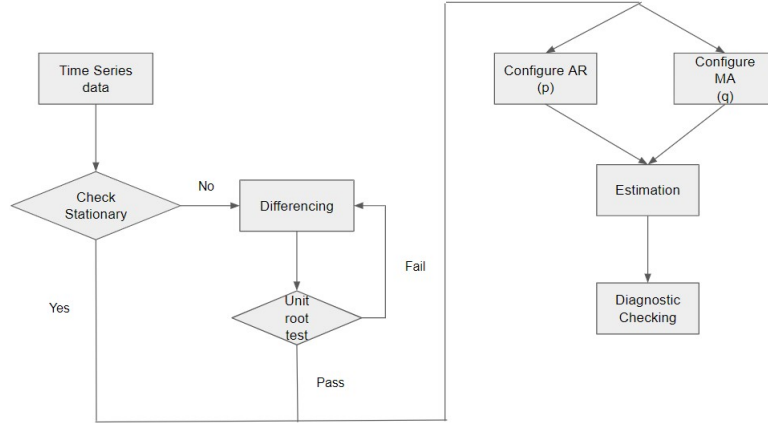 Time Series
data
Check
Stationary
No
Differencing
Fail
Unit
root
test
Yes
Pass
Configure AR
(p)
Configure
MA
(q)
Estimation
Diagnostic
Checking